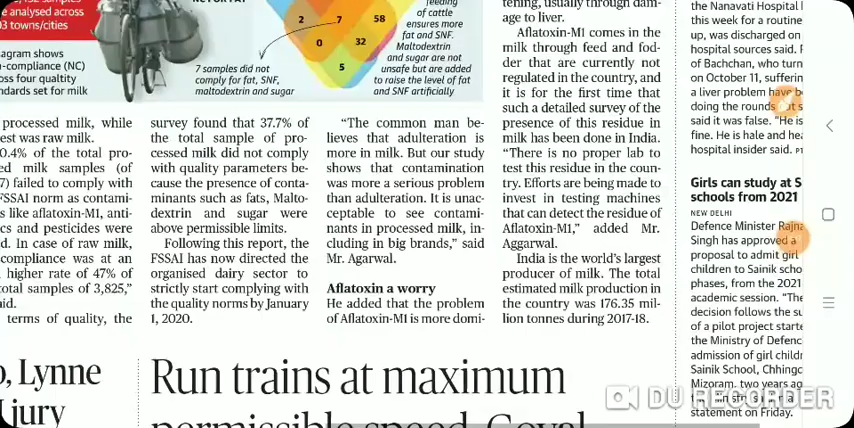 e analysed across
03 towns/cities
agram shows
n-compliance (NC)
oss four qualtity
ndards set for milk
2
7
58
0
32
5
7 samples did not
comply for fat, SNF,
maltodextrin and sugar
feeding
of cattle
ensures more
fat and SNF.
Maltodextrin
and sugar are not
unsafe but are added
to raise the level of fat
and SNF artificially
processed milk, while
est was raw milk.
0.4% of the total pro-
ed milk samples (of
7) failed to comply with
FSSAI norm as contami-
s like aflatoxin-M1, anti-
cs and pesticides were
d. In case of raw milk,
compliance was at an
higher rate of 47% of
total samples of 3,825,”
aid.
terms of quality, the
survey found that 37.7% of
the total sample of pro-
cessed milk did not comply
with quality parameters be-
cause the presence of conta-
minants such as fats, Malto-
dextrin and sugar were
above permissible limits.
Following this report, the
FSSAI has now directed the
organised dairy sector to
strictly start complying with
the quality norms by January
1, 2020.
“The common man be-
lieves that adulteration is
more in milk. But our study
shows that contamination
was a more serious problem
than adulteration. It is unac-
ceptable to see contami-
nants in processed milk, in-
cluding in big brands,” said
Mr. Agarwal.
Aflatoxin a worry
He added that the problem
of Aflatoxin-M1 is more domi-
tening, usually through dam-
age to liver.
Aflatoxin-M1 comes in the
milk through feed and fod-
der that are currently not
regulated in the country, and
it is for the first time that
such a detailed survey of the
presence of this residue in
milk has been done in India.
“There is no proper lab to
test this residue in the coun-
try. Efforts are being made to
invest in testing machines
that can detect the residue of
Aflatoxin-M1,” added Mr.
Aggarwal.
India is the world’s largest
producer of milk. The total
estimated milk production in
the country was 176.35 mil-
lion tonnes during 2017-18.
the Nanavati Hospital
this week for a routine
up, was discharged on
hospital sources said.
of Bachchan, who turn
on October 11, sufferin
a liver problem have b
doing the rounds
said it was false. “He is
fine. He is hale and hea
hospital insider said.
Girls can study at S
schools from 2021
NEW DELHI
Defence Minister Rajna
Singh has approved a
proposal to admit girl
children to Sainik scho
phases, from the 2021
academic session. “The
decision follows the su
of a pilot project starte
the Ministry of Defenc
admission of girl childr
Sainik School, Chhingc
Mizoram, two years ag
statement on Friday.
o, Lynne
Run trains at maximum
permissible speed: Goyal
DU RECORDER